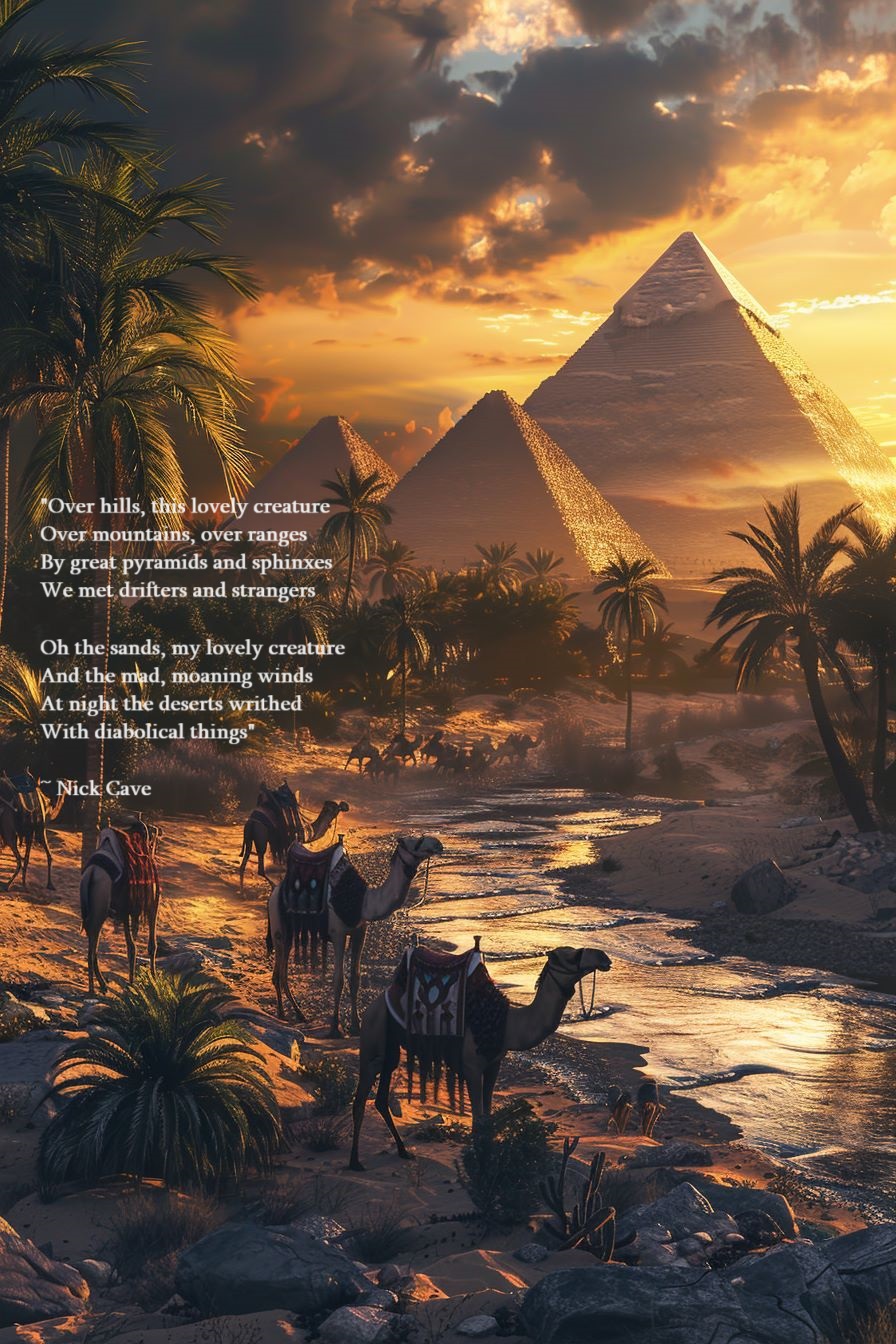 "Over hills, this lovely creature
Over mountains, over ranges
By great pyramids and sphinxes
We met drifters and strangers
Oh the sands, my lovely creature
And the mad, moaning winds
At night the deserts writhed
With diabolical things"
~ Nick Cave